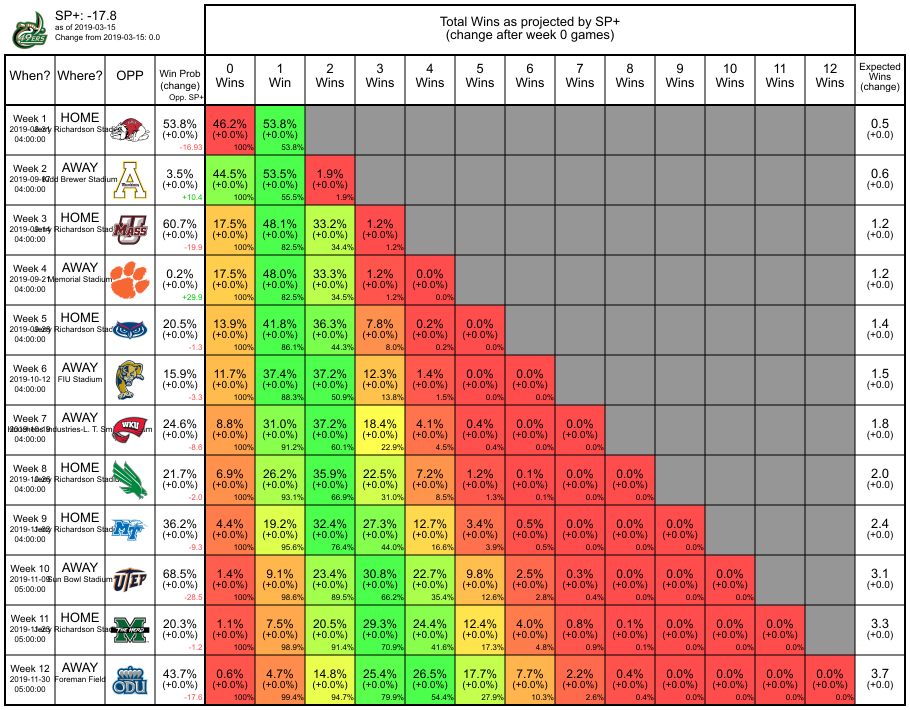 SP+: -17.8
as of 2019-03-15
Change from 2019-03-15: 0.0
Total Wins as projected by SP+
(change after week 0 games)
When? Where? OPP Win Prob (change) Opp. SP+ 0 Wins 1 Win 2 Wins 3 Wins 4 Wins 5 Wins 6 Wins 7 Wins 8 Wins 9 Wins 10 Wins 11 Wins 12 Wins Expected Wins (change)
Week 1 HOME 53.8% 46.2% 53.8% 0.5
Richardson (+0.0%) (+0.0%) (+0.0%) (+0.0)
04:00:00 -16.93 100% 53.8%
Week 2 AWAY A 3.5% 44.5% 53.5% 1.9% 0.6
Brewer Stadium (+0.0%) (+0.0%) (+0.0%) (+0.0%) (+0.0)
04:00:00 +10.4 100% 55.5% 1.9%
Week 3 HOME MASS 60.7% 17.5% 48.1% 33.2% 1.2% 1.2
Richardson (+0.0%) (+0.0%) (+0.0%) (+0.0%) (+0.0%) (+0.0)
04:00:00 -19.9 100% 82.5% 34.4% 1.2%
Week 4 AWAY 0.2% 17.5% 48.0% 33.3% 1.2% 0.0% 1.2
2019-09-21 Memorial Stadium (+0.0%) (+0.0%) (+0.0%) (+0.0%) (+0.0%) (+0.0%) (+0.0)
04:00:00 +29.9 100% 82.5% 34.5% 1.2% 0.0%
Week 5 HOME 20.5% 13.9% 41.8% 36.3% 7.8% 0.2% 0.0% 1.4
Richardson (+0.0%) (+0.0%) (+0.0%) (+0.0%) (+0.0%) (+0.0%) (+0.0%) (+0.0)
04:00:00 -1.3 100% 86.1% 44.3% 8.0% 0.2% 0.0%
Week 6 AWAY 15.9% 11.7% 37.4% 37.2% 12.3% 1.4% 0.0% 0.0% 1.5
2019-10-12 FIU Stadium (+0.0%) (+0.0%) (+0.0%) (+0.0%) (+0.0%) (+0.0%) (+0.0%) (+0.0%) (+0.0)
04:00:00 -3.3 100% 88.3% 50.9% 13.8% 1.5% 0.0% 0.0%
Week 7 AWAY WKU 24.6% 8.8% 31.0% 37.2% 18.4% 4.1% 0.4% 0.0% 0.0% 1.8
Industries-L. T. (+0.0%) (+0.0%) (+0.0%) (+0.0%) (+0.0%) (+0.0%) (+0.0%) (+0.0%) (+0.0%) (+0.0)
04:00:00 -8.6 100% 91.2% 60.1% 22.9% 4.5% 0.4% 0.0% 0.0%
Week 8 HOME 21.7% 6.9% 26.2% 35.9% 22.5% 7.2% 1.2% 0.1% 0.0% 0.0% 2.0
Richardson (+0.0%) (+0.0%) (+0.0%) (+0.0%) (+0.0%) (+0.0%) (+0.0%) (+0.0%) (+0.0%) (+0.0%) (+0.0)
04:00:00 -2.0 100% 93.1% 66.9% 31.0% 8.5% 1.3% 0.1% 0.0% 0.0%
Week 9 HOME MT 36.2% 4.4% 19.2% 32.4% 27.3% 12.7% 3.4% 0.5% 0.0% 0.0% 0.0% 2.4
Richardson (+0.0%) (+0.0%) (+0.0%) (+0.0%) (+0.0%) (+0.0%) (+0.0%) (+0.0%) (+0.0%) (+0.0%) (+0.0%) (+0.0)
04:00:00 -9.3 100% 95.6% 76.4% 44.0% 16.6% 3.9% 0.5% 0.0% 0.0% 0.0%
Week 10 AWAY UTEP 68.5% 1.4% 9.1% 23.4% 30.8% 22.7% 9.8% 2.5% 0.3% 0.0% 0.0% 0.0% 3.1
2019-11-09 Sun Bowl Stadium (+0.0%) (+0.0%) (+0.0%) (+0.0%) (+0.0%) (+0.0%) (+0.0%) (+0.0%) (+0.0%) (+0.0%) (+0.0%) (+0.0%) (+0.0)
05:00:00 -28.5 100% 98.6% 89.5% 66.2% 35.4% 12.6% 2.8% 0.4% 0.0% 0.0% 0.0%
Week 11 HOME M THE HERD 20.3% 1.1% 7.5% 20.5% 29.3% 24.4% 12.4% 4.0% 0.8% 0.1% 0.0% 0.0% 0.0% 3.3
Richardson (+0.0%) (+0.0%) (+0.0%) (+0.0%) (+0.0%) (+0.0%) (+0.0%) (+0.0%) (+0.0%) (+0.0%) (+0.0%) (+0.0%) (+0.0%) (+0.0)
05:00:00 -1.2 100% 98.9% 91.4% 70.9% 41.6% 17.3% 4.8% 0.9% 0.1% 0.0% 0.0% 0.0%
Week 12 AWAY ODU 43.7% 0.6% 4.7% 14.8% 25.4% 26.5% 17.7% 7.7% 2.2% 0.4% 0.0% 0.0% 0.0% 0.0% 3.7
2019-11-30 Foreman Field (+0.0%) (+0.0%) (+0.0%) (+0.0%) (+0.0%) (+0.0%) (+0.0%) (+0.0%) (+0.0%) (+0.0%) (+0.0%) (+0.0%) (+0.0%) (+0.0%) (+0.0)
05:00:00 -17.6 100% 99.4% 94.7% 79.9% 54.4% 27.9% 10.3% 2.6% 0.4% 0.0% 0.0% 0.0% 0.0%